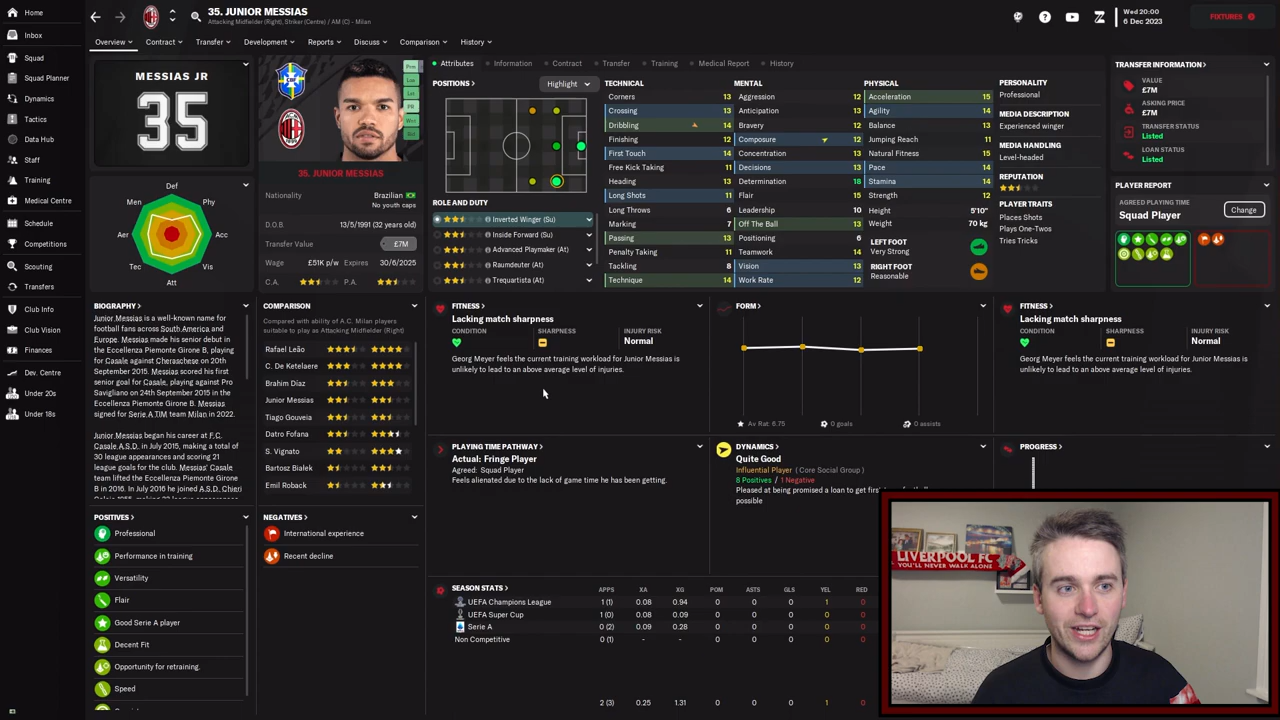 35. JUNIOR MESSIAS
Attacking Midfielder (Right), Striker (Centre) / AM (C) - Milan
Wed 20:00
6 Dec 2023
FIXTURES
Home
Inbox
Squad
Squad Planner
Dynamics
Tactics
Data Hub
Staff
Training
Medical Centre
Schedule
Competitions
Scouting
Transfers
Club Info
Club Vision
Finances
Dev. Centre
Under 20s
Under 18s
Overview
Contract
Transfer
Development
Reports
Discuss
Comparison
History
MESSIAS JR
35
Def
Phy
Acc
Vis
Att
Tec
Aer
Men
35. JUNIOR MESSIAS
Nationality Brazilian
No youth caps
D.O.B. 13/5/1991 (32 years old)
Transfer Value £7M
Wage £51K p/w Expires 30/6/2025
C.A. P.A.
Attributes
Information
Contract
Transfer
Training
Medical Report
History
POSITIONS
Highlight
ROLE AND DUTY
Inverted Winger (Su)
Inside Forward (Su)
Advanced Playmaker (At)
Raumdeuter (At)
Trequartista (At)
TECHNICAL
Corners 13
Crossing 13
Dribbling 14
Finishing 12
First Touch 14
Free Kick Taking 11
Heading 13
Long Shots 11
Long Throws 6
Marking 7
Passing 13
Penalty Taking 11
Tackling 8
Technique 14
MENTAL
Aggression 12
Anticipation 13
Bravery 12
Composure 12
Concentration 13
Decisions 13
Determination 18
Flair 15
Leadership 10
Off The Ball 13
Positioning 6
Teamwork 14
Vision 13
Work Rate 12
PHYSICAL
Acceleration 15
Agility 14
Balance 13
Jumping Reach 11
Natural Fitness 15
Pace 14
Stamina 14
Strength 12
Height 5'10"
Weight 70 kg
LEFT FOOT
Very Strong
RIGHT FOOT
Reasonable
PERSONALITY
Professional
MEDIA DESCRIPTION
Experienced winger
MEDIA HANDLING
Level-headed
REPUTATION
PLAYER TRAITS
Places Shots
Plays One-Twos
Tries Tricks
TRANSFER INFORMATION
VALUE
£7M
ASKING PRICE
£7M
TRANSFER STATUS
Listed
LOAN STATUS
Listed
PLAYER REPORT
AGREED PLAYING TIME
Squad Player
Change
BIOGRAPHY
Junior Messias is a well-known name for
football fans across South America and
Europe. Messias made his senior debut in
the Eccellenza Piemonte Girone B, playing
for Casale against Cheraschese on 20th
September 2015. Messias scored his
first senior goal for Casale, playing against Pro
Savigliano on 24th September 2015 in the
Eccellenza Piemonte Girone B. Messias
signed for Serie A TIM team Milan in 2022.
Junior Messias began his career at F.C.
Casale A.S.D. in July 2015, making a total of
30 league appearances and scoring 21
league goals for the club. Messias' Casale
team lifted the Eccellenza Piemonte Girone
B in 2016. In July 2016 he joined A.S.D. Chieri
COMPARISON
Compared with ability of A.C. Milan players
suitable to play as Attacking Midfielder (Right)
Rafael Leão
C. De Ketelaere
Brahim Díaz
Junior Messias
Tiago Gouveia
Datro Fofana
S. Vignato
Bartosz Białek
Emil Roback
FITNESS
Lacking match sharpness
CONDITION
SHARPNESS
INJURY RISK
Normal
Georg Meyer feels the current training workload for Junior Messias is
unlikely to lead to an above average level of injuries.
FORM
Av Rat: 6.75
0 goals
0 assists
FITNESS
Lacking match sharpness
CONDITION
SHARPNESS
INJURY RISK
Normal
Georg Meyer feels the current training workload for Junior Messias is
unlikely to lead to an above average level of injuries.
PLAYING TIME PATHWAY
Actual: Fringe Player
Agreed: Squad Player
Feels alienated due to the lack of game time he has been getting.
DYNAMICS
Quite Good
Influential Player (Core Social Group)
8 Positives / 1 Negative
Pleased at being promised a loan to get first
possible
PROGRESS
POSITIVES
Professional
Performance in training
Versatility
Flair
Good Serie A player
Decent Fit
Opportunity for retraining.
Speed
NEGATIVES
International experience
Recent decline
SEASON STATS
APPS XA XG POM ASTS GLS YEL RED
UEFA Champions League 1 (1) 0.08 0.94 0 0 0 1 0
UEFA Super Cup 1 (0) 0.08 0.09 0 0 0 0 0
Serie A 0 (2) 0.09 0.28 0 0 0 0 0
Non Competitive 0 (1) - - 0 0 0 0 0
2 (3) 0.25 1.31 0 0 0 1 0
LIVERPOOL FC
YOU'LL NEVER WALK ALONE